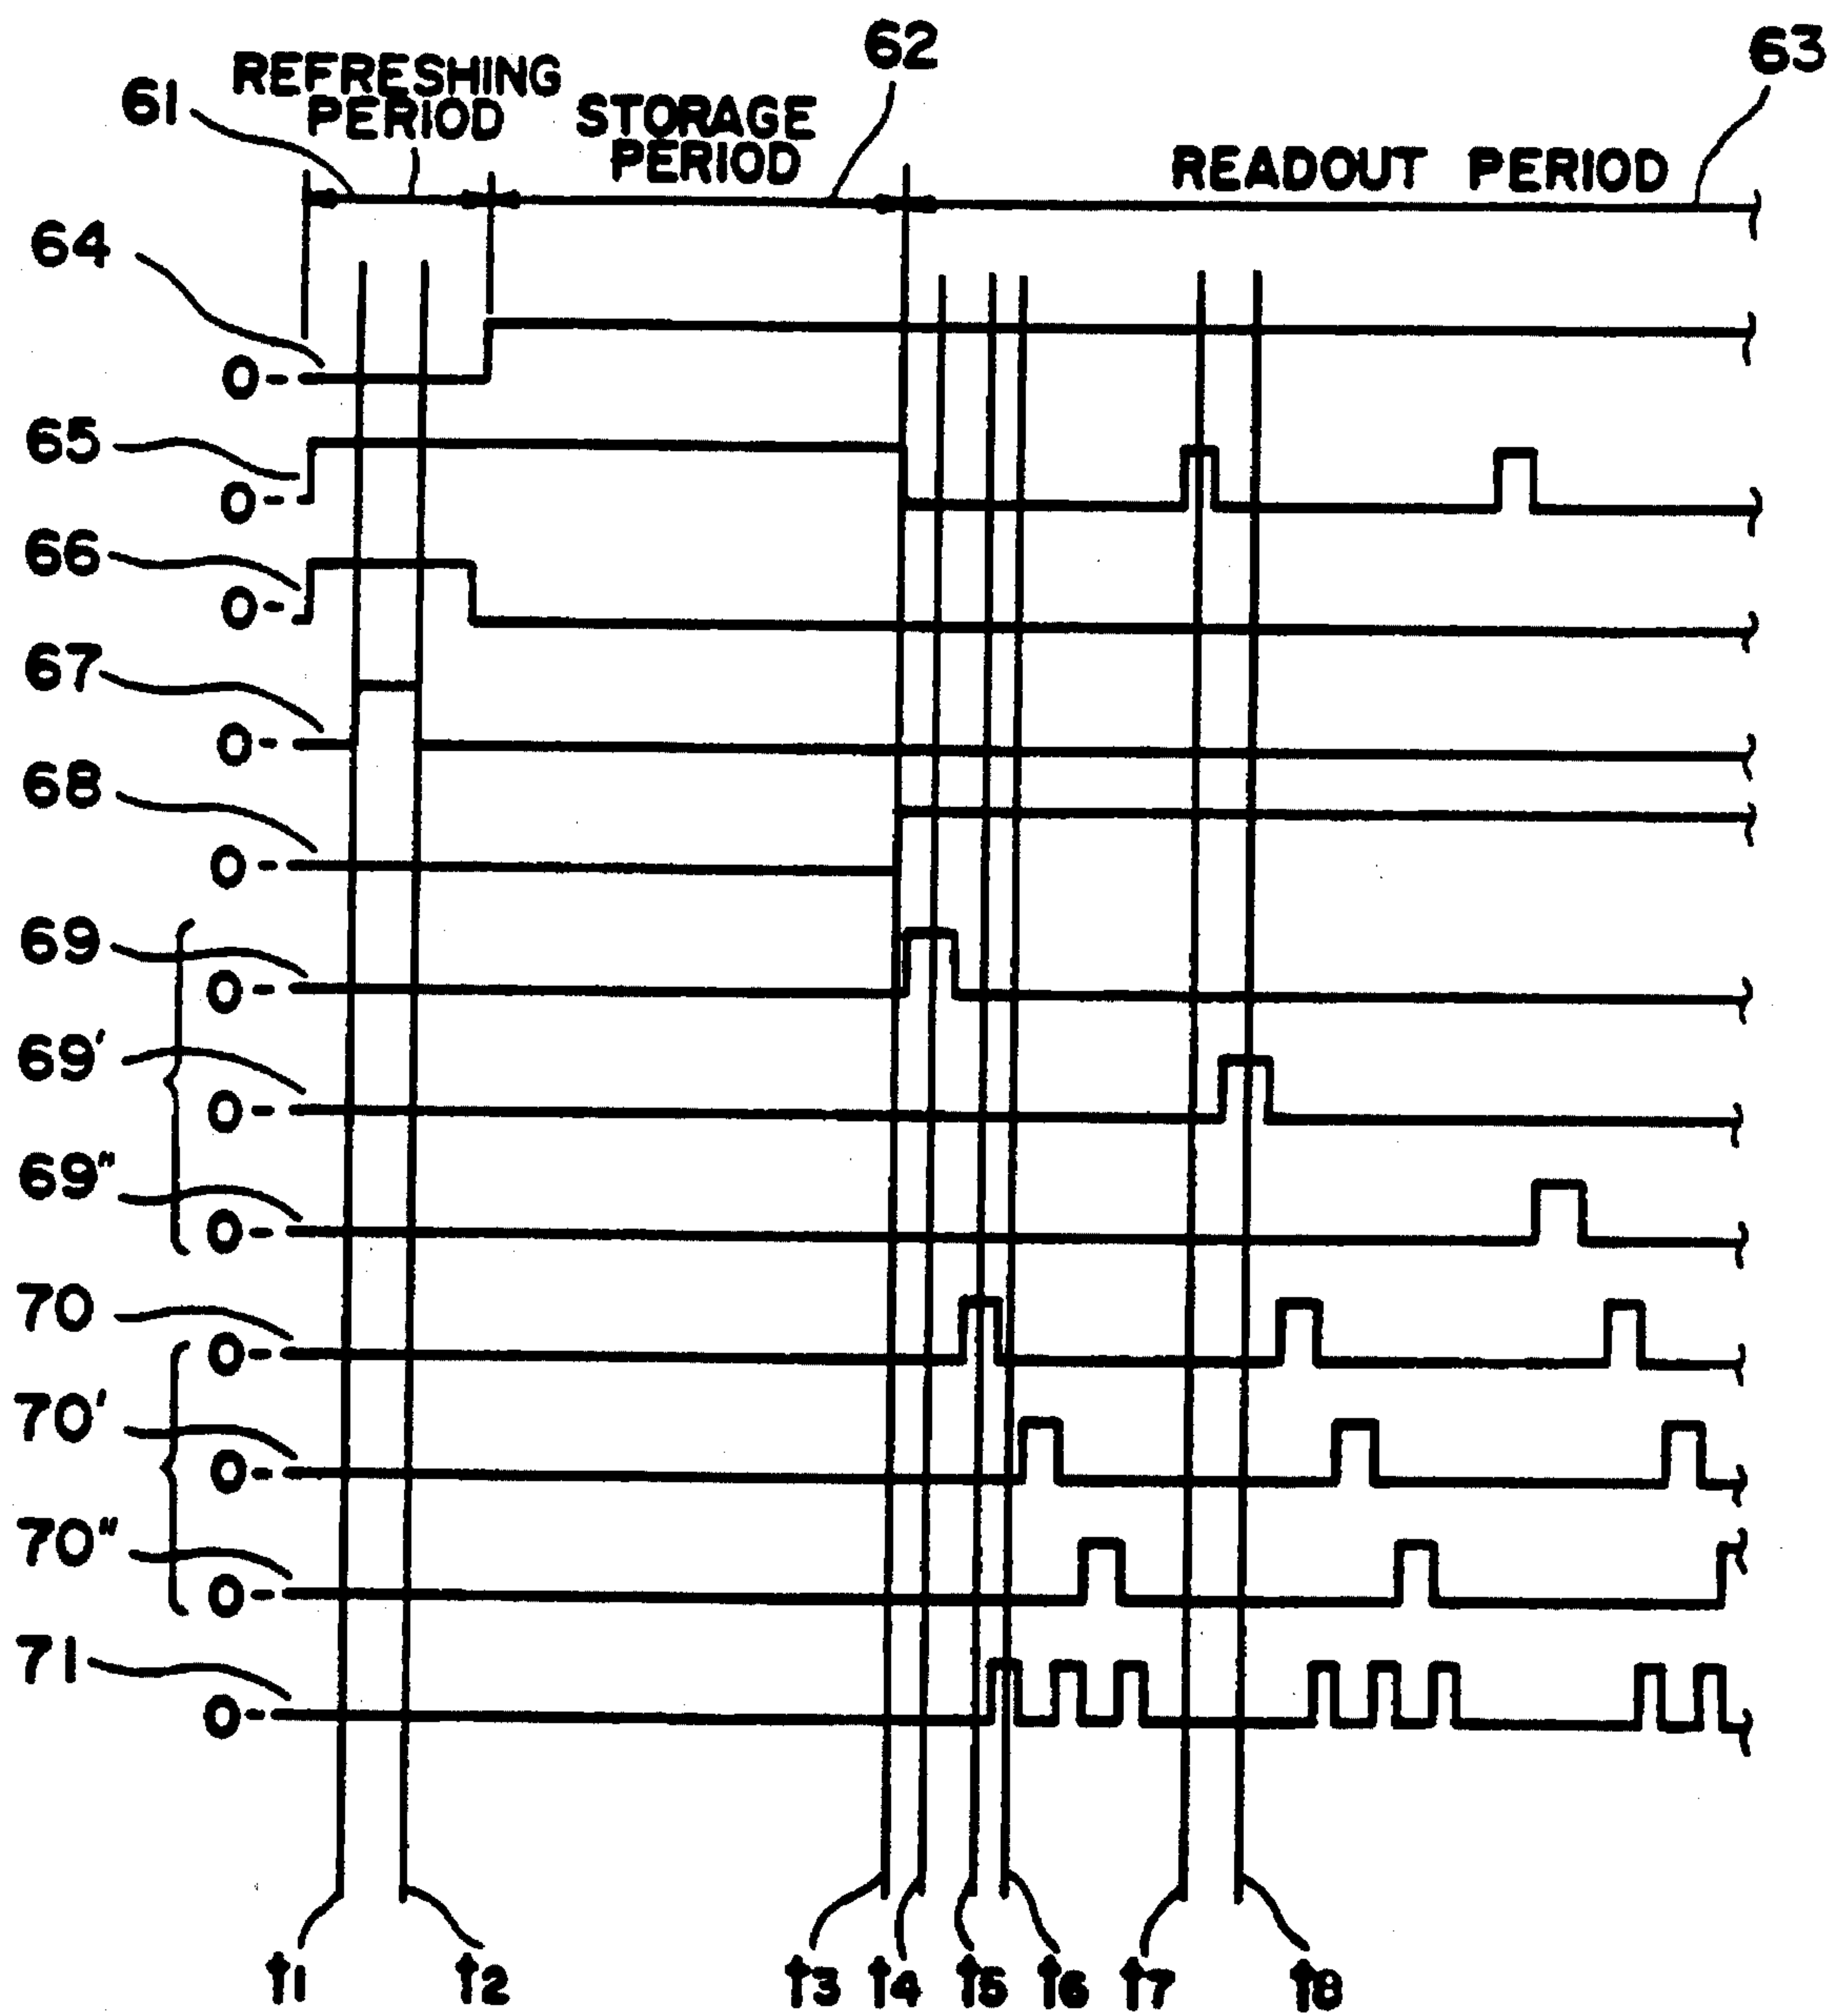 61
REFRESHING
PERIOD
STORAGE
PERIOD
62
READOUT PERIOD
63
64
0-
65
0-
66
0-
67
0-
68
0-
69
0-
69'
0-
69"
0-
70
0-
70'
0-
70"
0-
71
0-
t1
t2
t3
t4
t5
t6
t7
t8